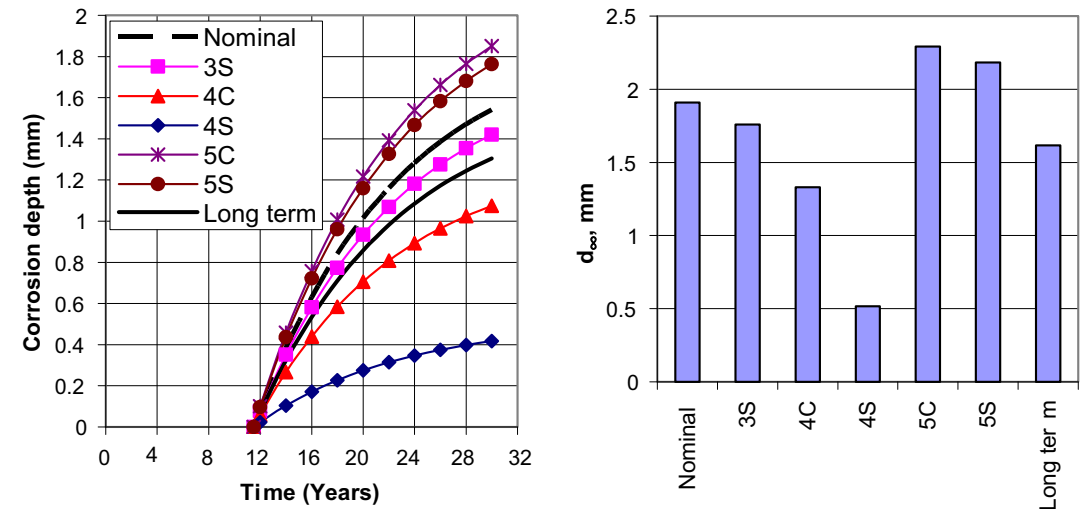 2
1.8
1.6
1.4
1.2
1
0.8
0.6
0.4
0.2
0
Corrosion depth (mm)
Nominal
3S
4C
4S
5C
5S
Long term
0 4 8 12 16 20 24 28 32
Time (Years)
2.5
2
1.5
1
0.5
0
d∞, mm
Nominal
3S
4C
4S
5C
5S
Long ter m